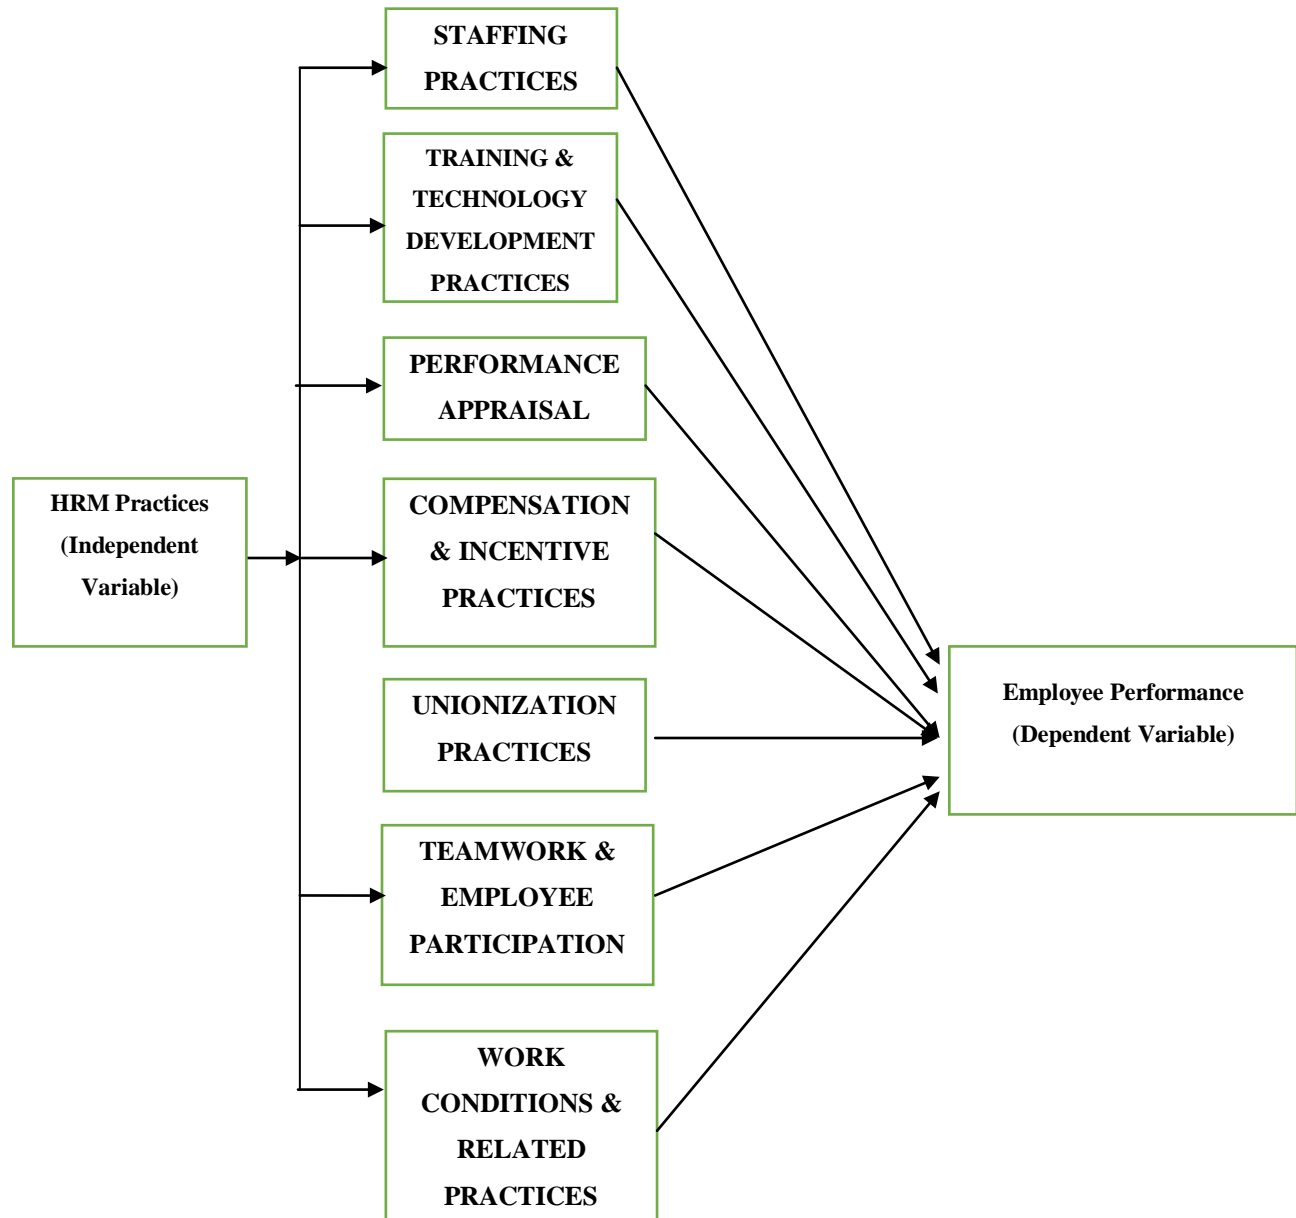 STAFFING
PRACTICES
TRAINING &
TECHNOLOGY
DEVELOPMENT
PRACTICES
PERFORMANCE
APPRAISAL
HRM Practices
(Independent
Variable)
COMPENSATION
& INCENTIVE
PRACTICES
UNIONIZATION
PRACTICES
Employee Performance
(Dependent Variable)
TEAMWORK &
EMPLOYEE
PARTICIPATION
WORK
CONDITIONS &
RELATED
PRACTICES